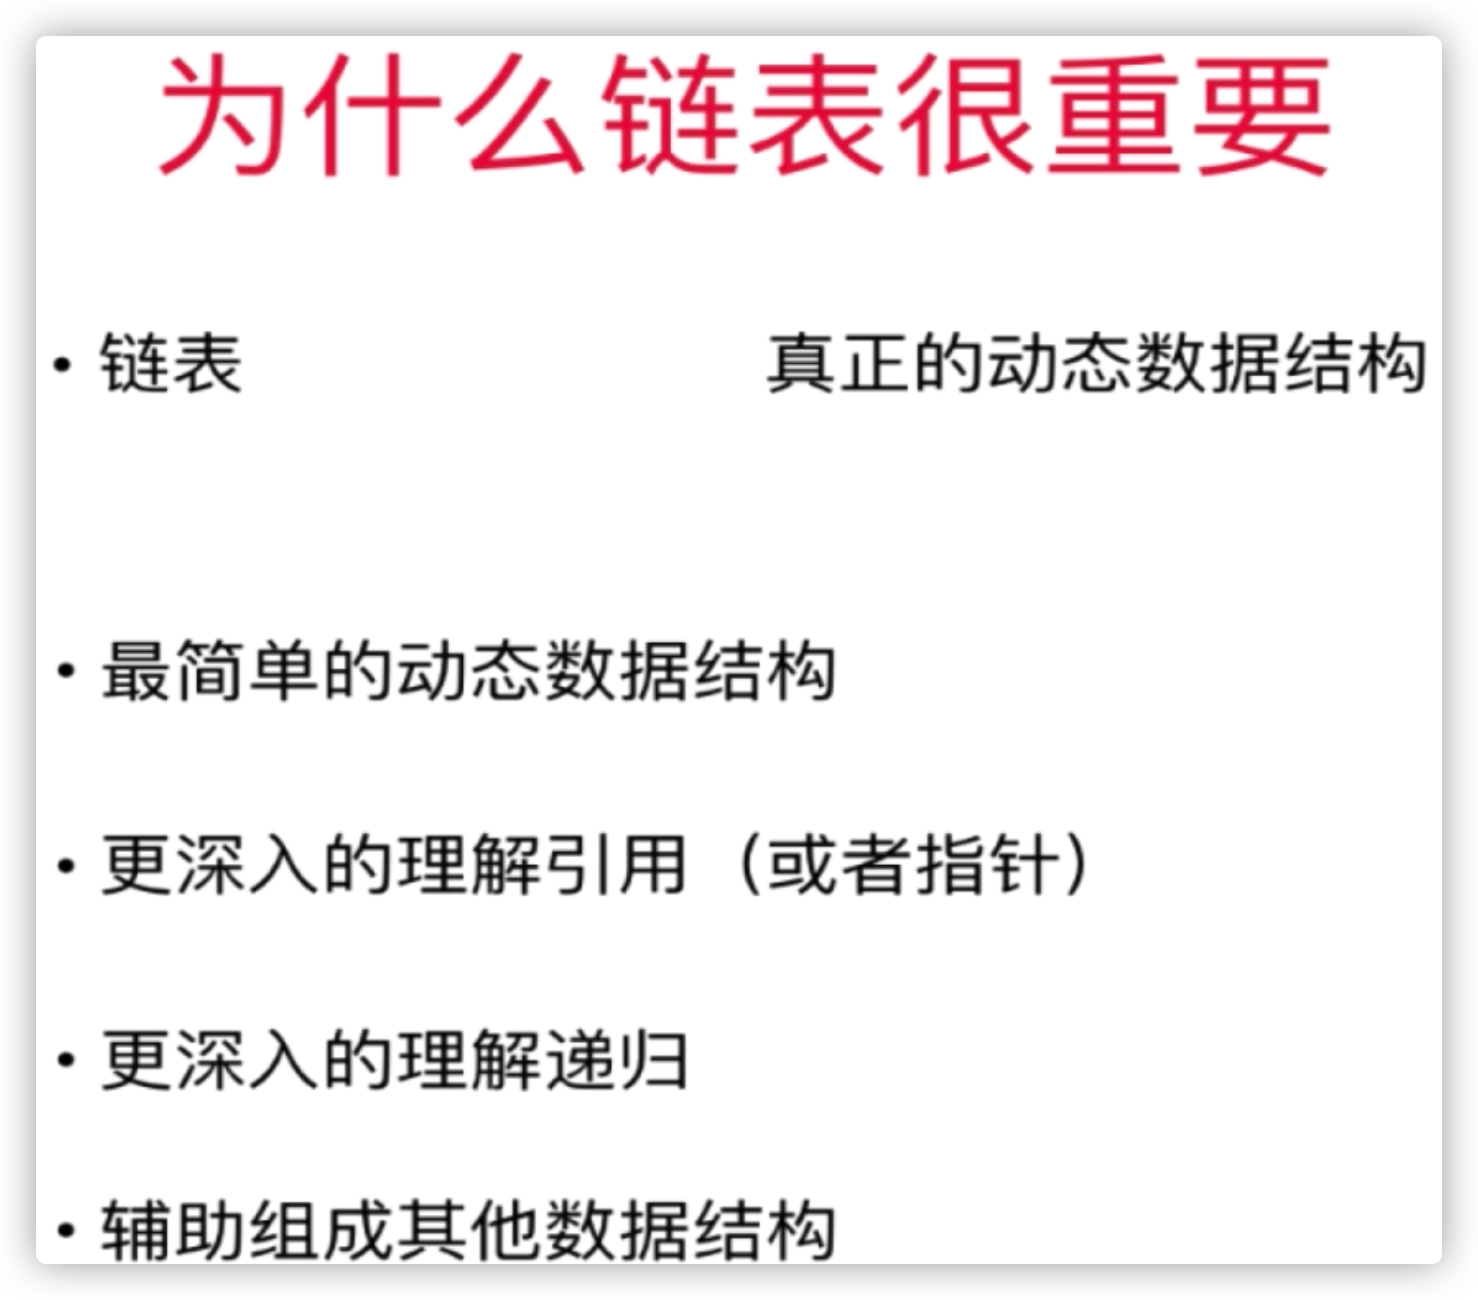 为什么链表很重要
• 链表 真正的动态数据结构
• 最简单的动态数据结构
• 更深入的理解引用（或者指针）
• 更深入的理解递归
• 辅助组成其他数据结构